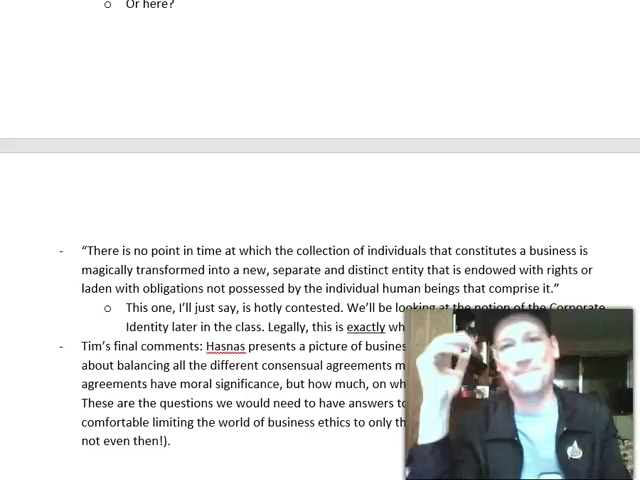 o Or here?
- “There is no point in time at which the collection of individuals that constitutes a business is
magically transformed into a new, separate and distinct entity that is endowed with rights or
laden with obligations not possessed by the individual human beings that comprise it.”
o This one, I’ll just say, is hotly contested. We’ll be looking at the notion of the Corporate
Identity later in the class. Legally, this is exactly
- Tim’s final comments: Hasnas presents a picture of
about balancing all the different consensual agreements
agreements have moral significance, but how much, on
These are the questions we would need to have answers
comfortable limiting the world of business ethics to only
not even then!).